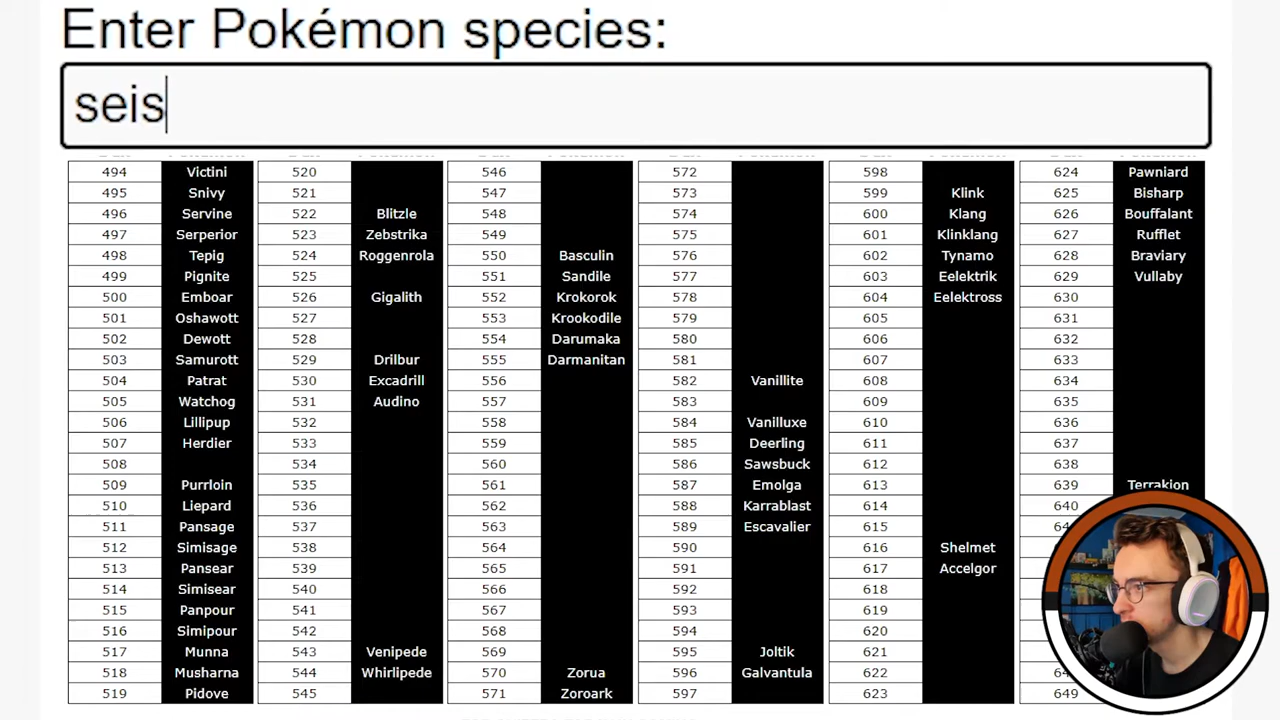 Enter Pokémon species:
seis
494 Victini 520 546 572 598 624 Pawniard
495 Snivy 521 547 573 599 Klink 625 Bisharp
496 Servine 522 Blitzle 548 574 600 Klang 626 Bouffalant
497 Serperior 523 Zebstrika 549 575 601 Klinklang 627 Rufflet
498 Tepig 524 Roggenrola 550 Basculin 576 602 Tynamo 628 Braviary
499 Pignite 525 551 Sandile 577 603 Eelektrik 629 Vullaby
500 Emboar 526 Gigalith 552 Krokorok 578 604 Eelektross 630
501 Oshawott 527 553 Krookodile 579 605 631
502 Dewott 528 554 Darumaka 580 606 632
503 Samurott 529 Drilbur 555 Darmanitan 581 607 633
504 Patrat 530 Excadrill 556 582 Vanillite 608 634
505 Watchog 531 Audino 557 583 609 635
506 Lillipup 532 558 584 Vanilluxe 610 636
507 Herdier 533 559 585 Deerling 611 637
508 534 560 586 Sawsbuck 612 638
509 Purrloin 535 561 587 Emolga 613 639 Terrakion
510 Liepard 536 562 588 Karrablast 614 640
511 Pansage 537 563 589 Escavalier 615
512 Simisage 538 564 590 616 Shelmet
513 Pansear 539 565 591 617 Accelgor
514 Simisear 540 566 592 618
515 Panpour 541 567 593 619
516 Simipour 542 568 594 620
517 Munna 543 Venipede 569 595 Joltik 621
518 Musharna 544 Whirlipede 570 Zorua 596 Galvantula 622
519 Pidove 545 571 Zoroark 597 623 649